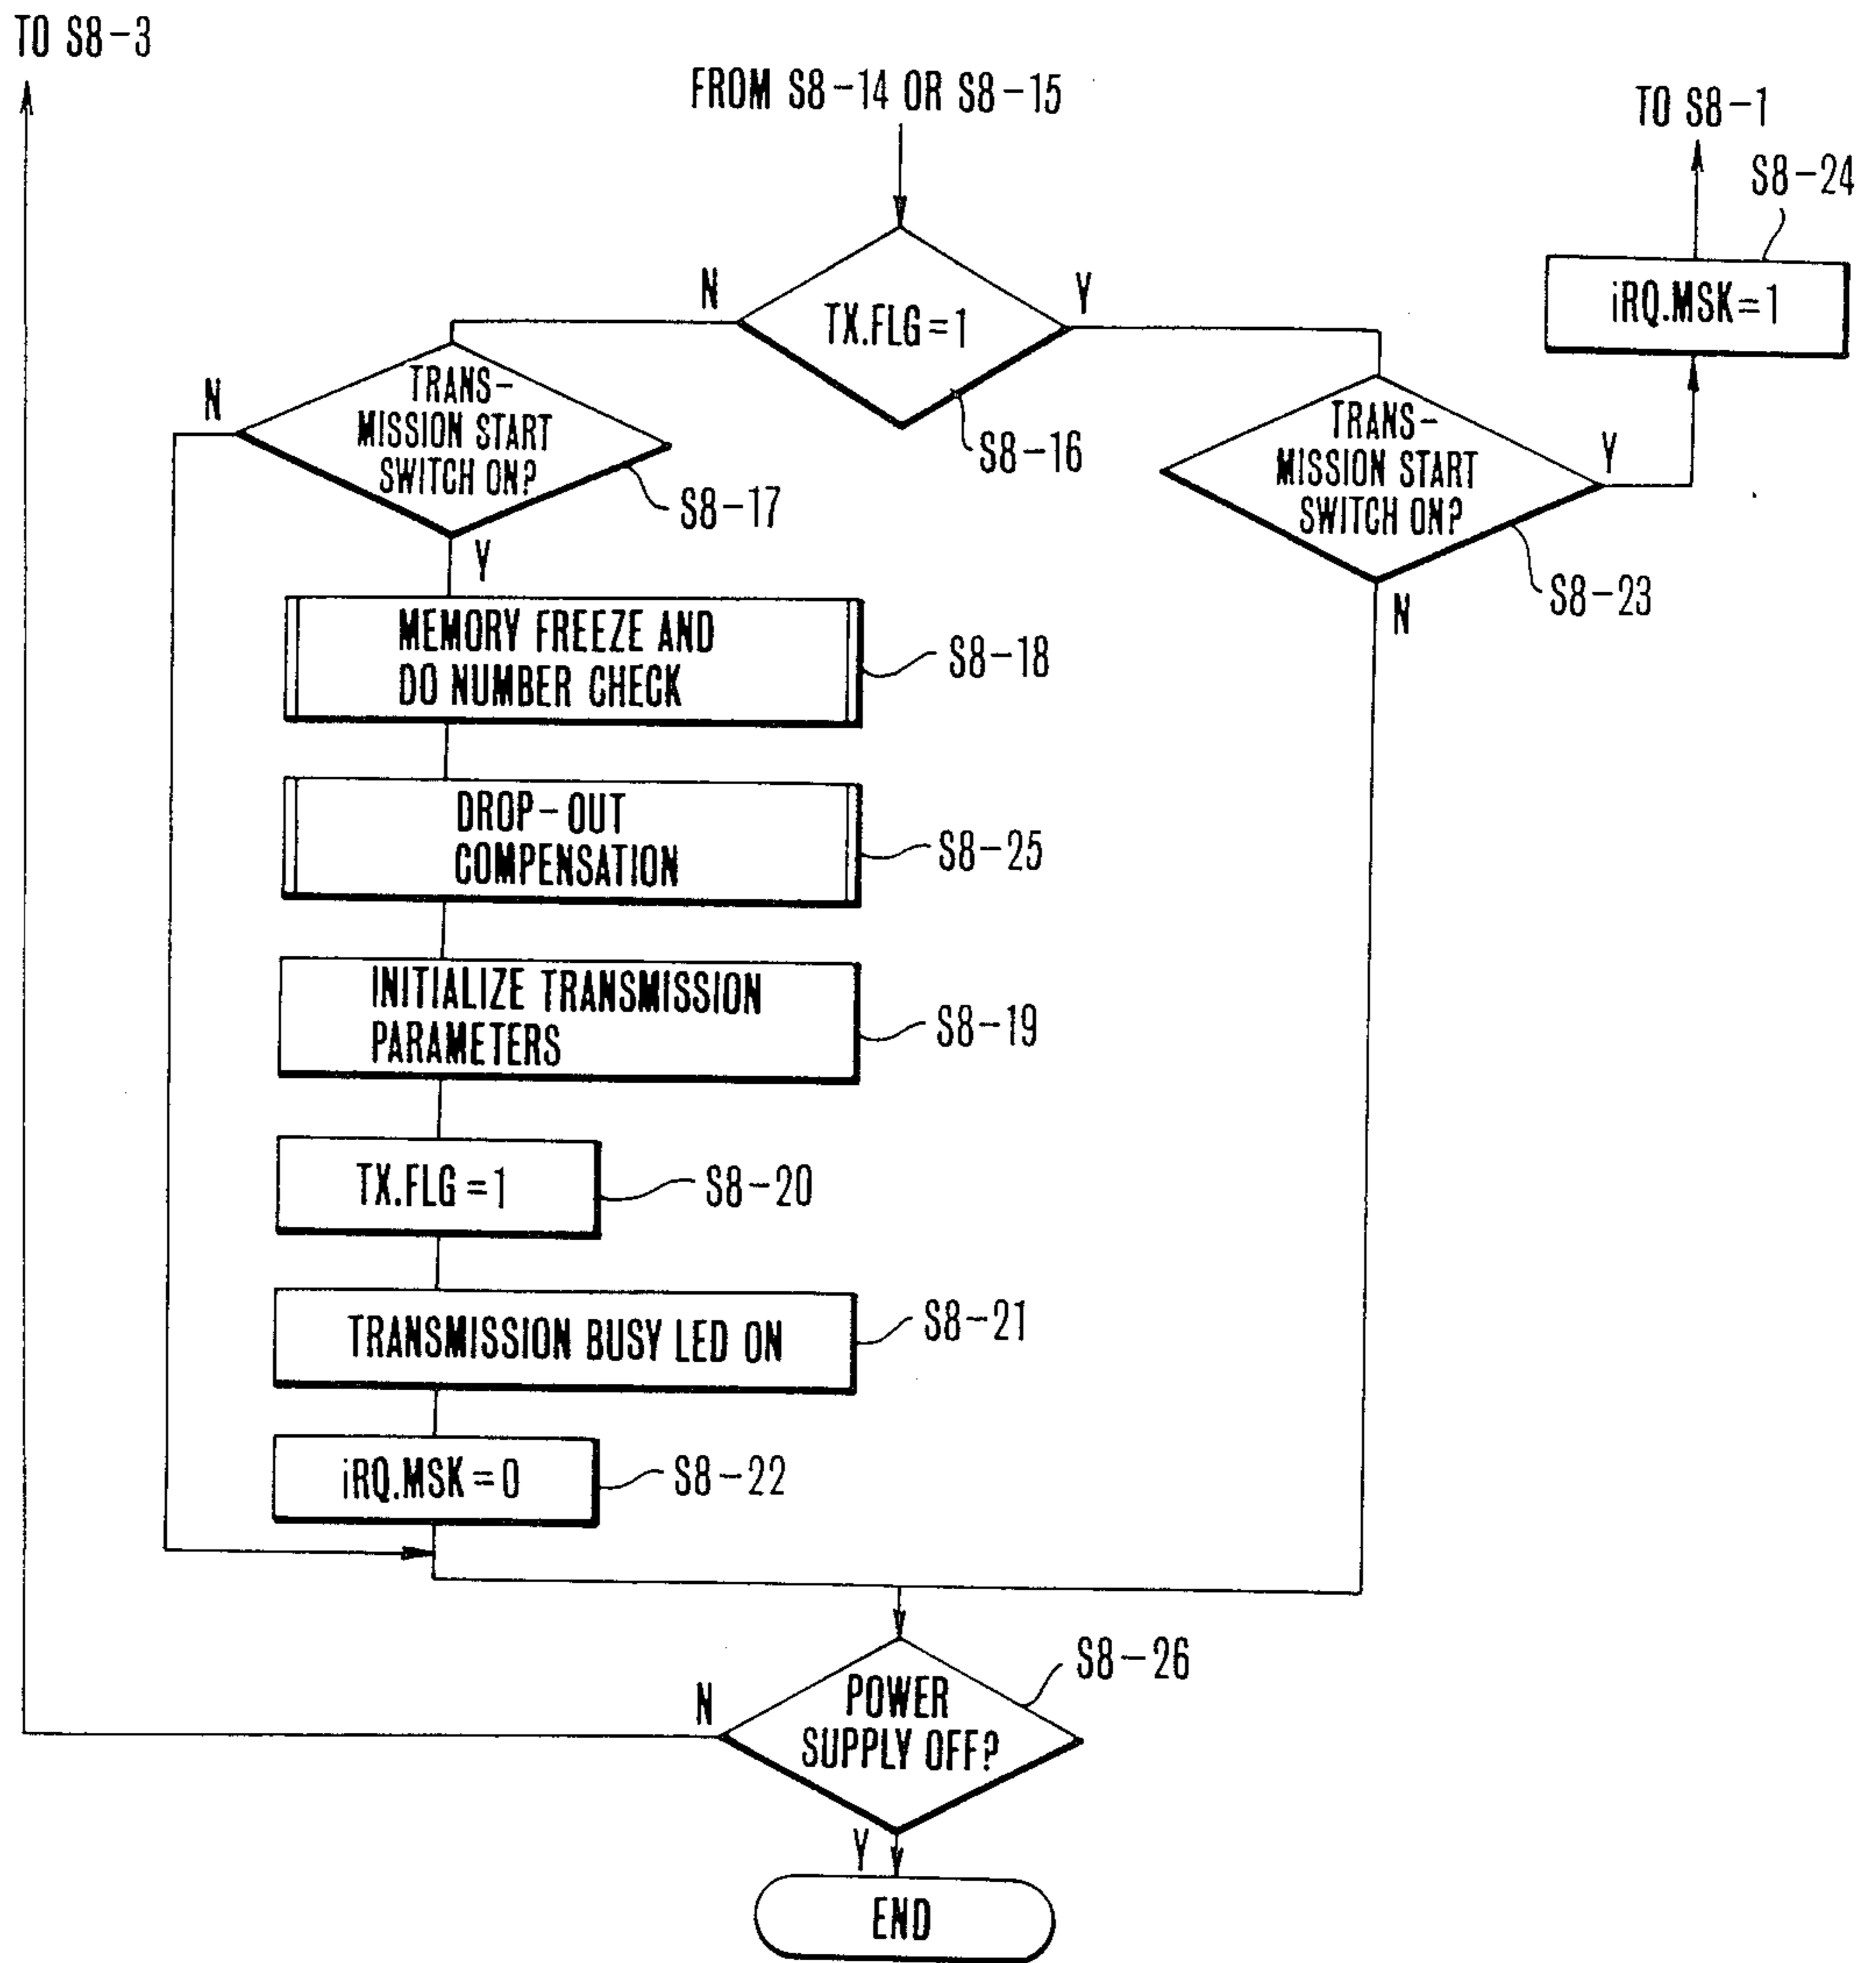 TO S8-3
FROM S8-14 OR S8-15
TO S8-1
S8-24
iRQ.MSK=1
N
Y
TX.FLG=1
S8-16
N
TRANS-
MISSION START
SWITCH ON?
S8-17
Y
TRANS-
MISSION START
SWITCH ON?
Y
S8-23
N
MEMORY FREEZE AND
DO NUMBER CHECK
S8-18
DROP-OUT
COMPENSATION
S8-25
INITIALIZE TRANSMISSION
PARAMETERS
S8-19
TX.FLG=1
S8-20
TRANSMISSION BUSY LED ON
S8-21
iRQ.MSK=0
S8-22
S8-26
N
POWER
SUPPLY OFF?
Y
END